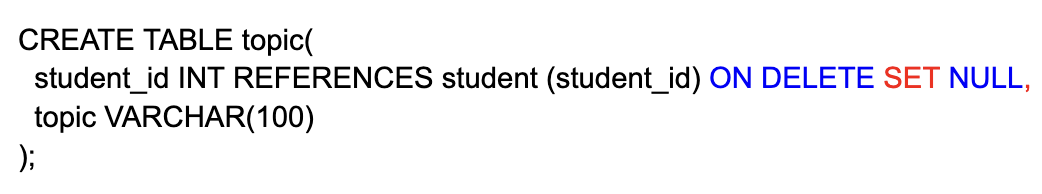 CREATE TABLE topic(
student_id INT REFERENCES student (student_id) ON DELETE SET NULL,
topic VARCHAR(100)
);